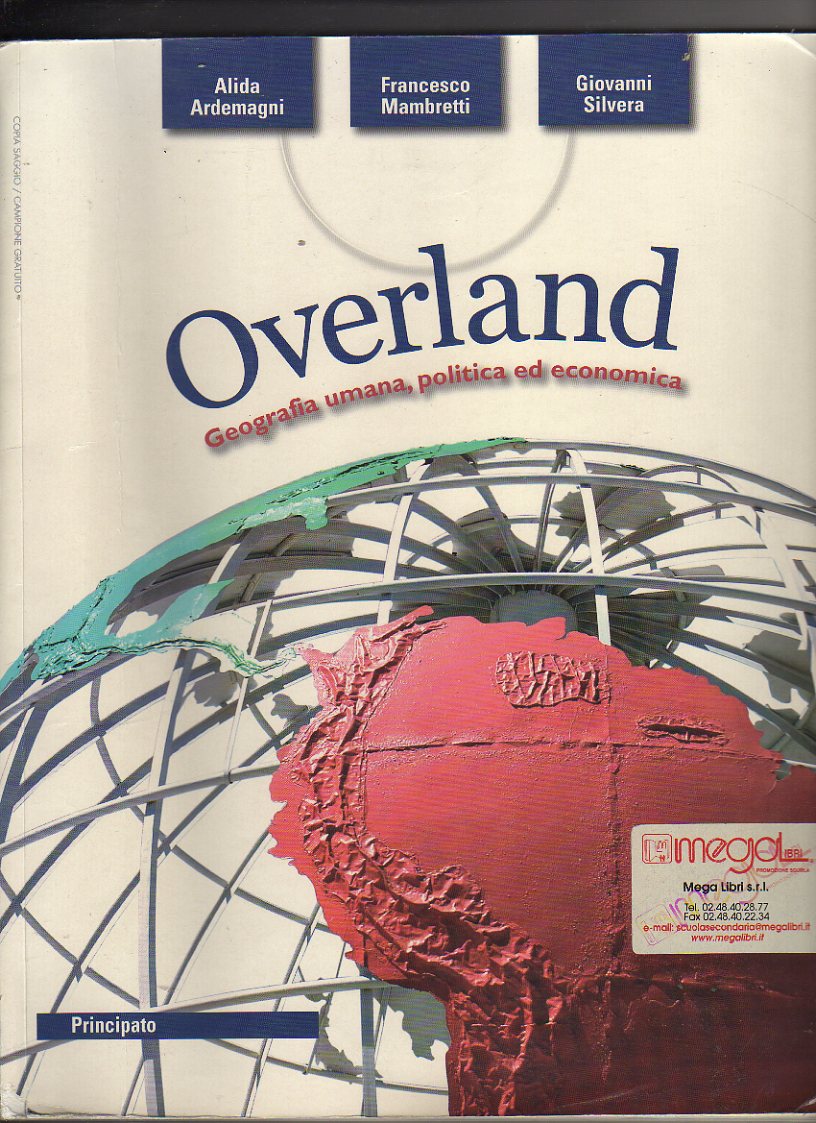 Alida
Ardemagni
Francesco
Mambretti
Giovanni
Silvera
COPIA SAGGIO / CAMPIONE GRATUITO
Overland
Geografia umana, politica ed economica
megaLIBRI
PROMOZIONE SCUOLA
Mega Libri s.r.l.
Tel. 02.48.40.28.77
Fax 02.48.40.22.34
e-mail: scuolasecondaria@megalibri.it
www.megalibri.it
Principato